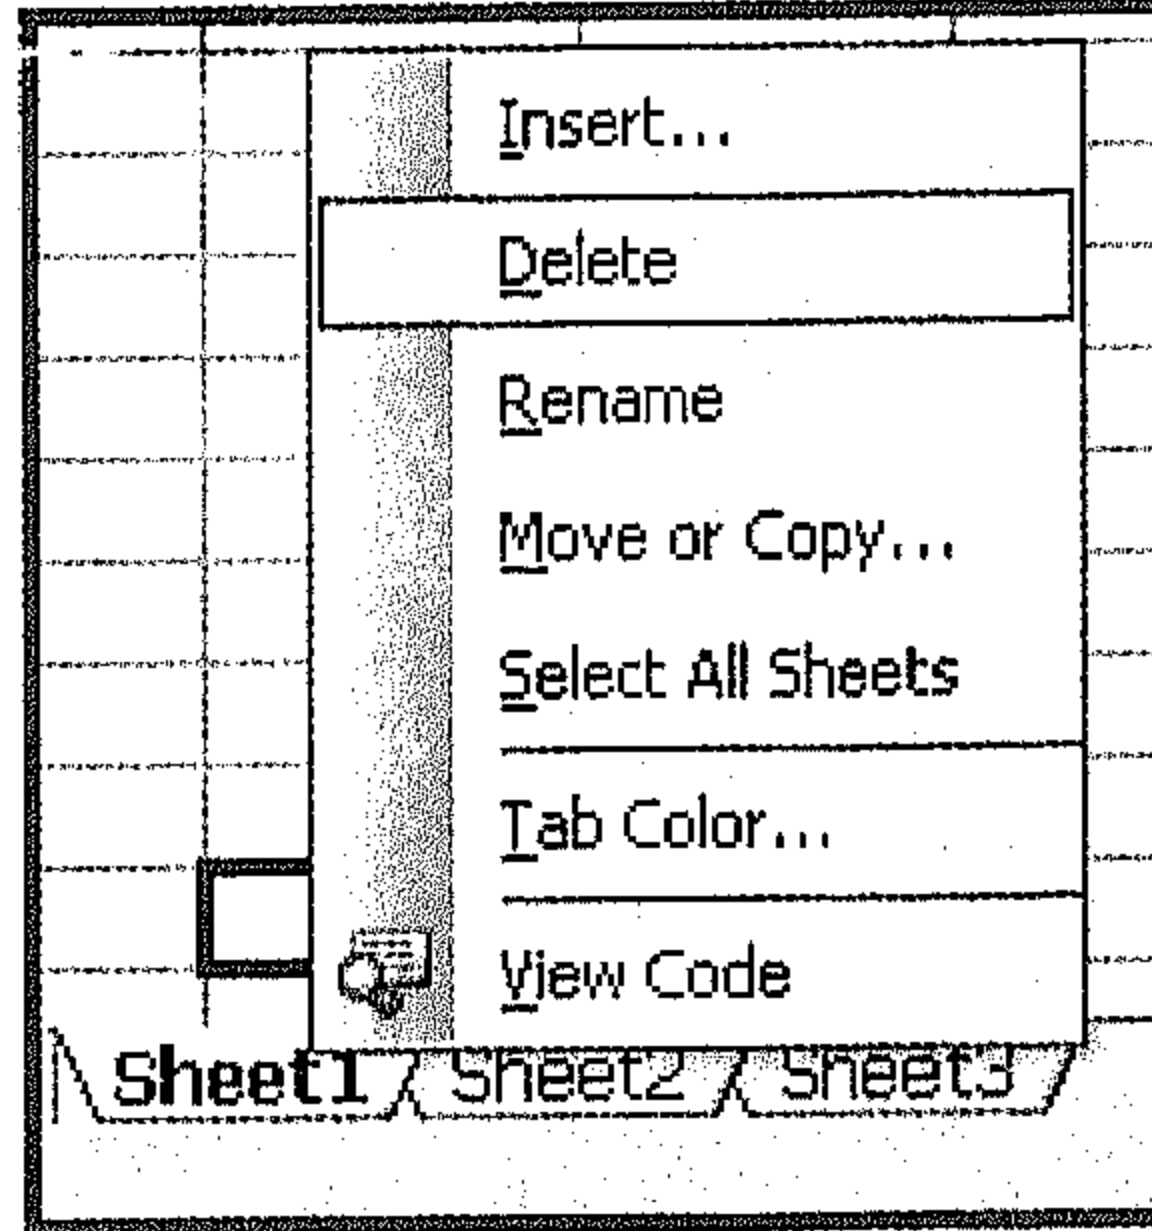 Insert...
Delete
Rename
Move or Copy...
Select All Sheets
Tab Color...
View Code
Sheet1 Sheet2 Sheet3